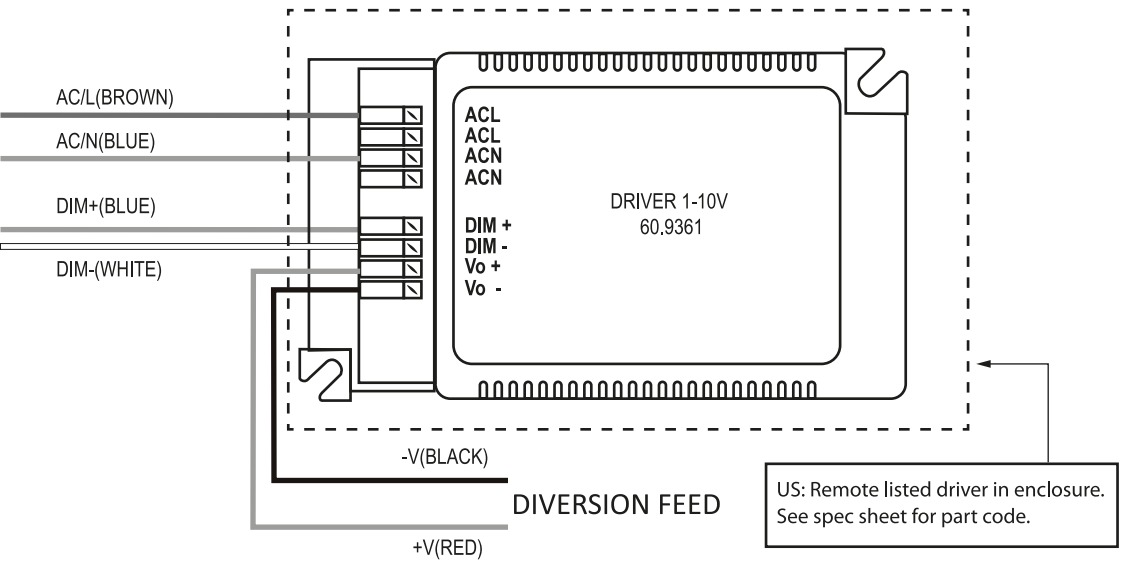 AC/L(BROWN)
AC/N(BLUE)
DIM+(BLUE)
DIM-(WHITE)
ACL
ACL
ACN
ACN
DIM +
DIM -
Vo +
Vo -
DRIVER 1-10V
60.9361
-V(BLACK)
DIVERSION FEED
+V(RED)
US: Remote listed driver in enclosure.
See spec sheet for part code.